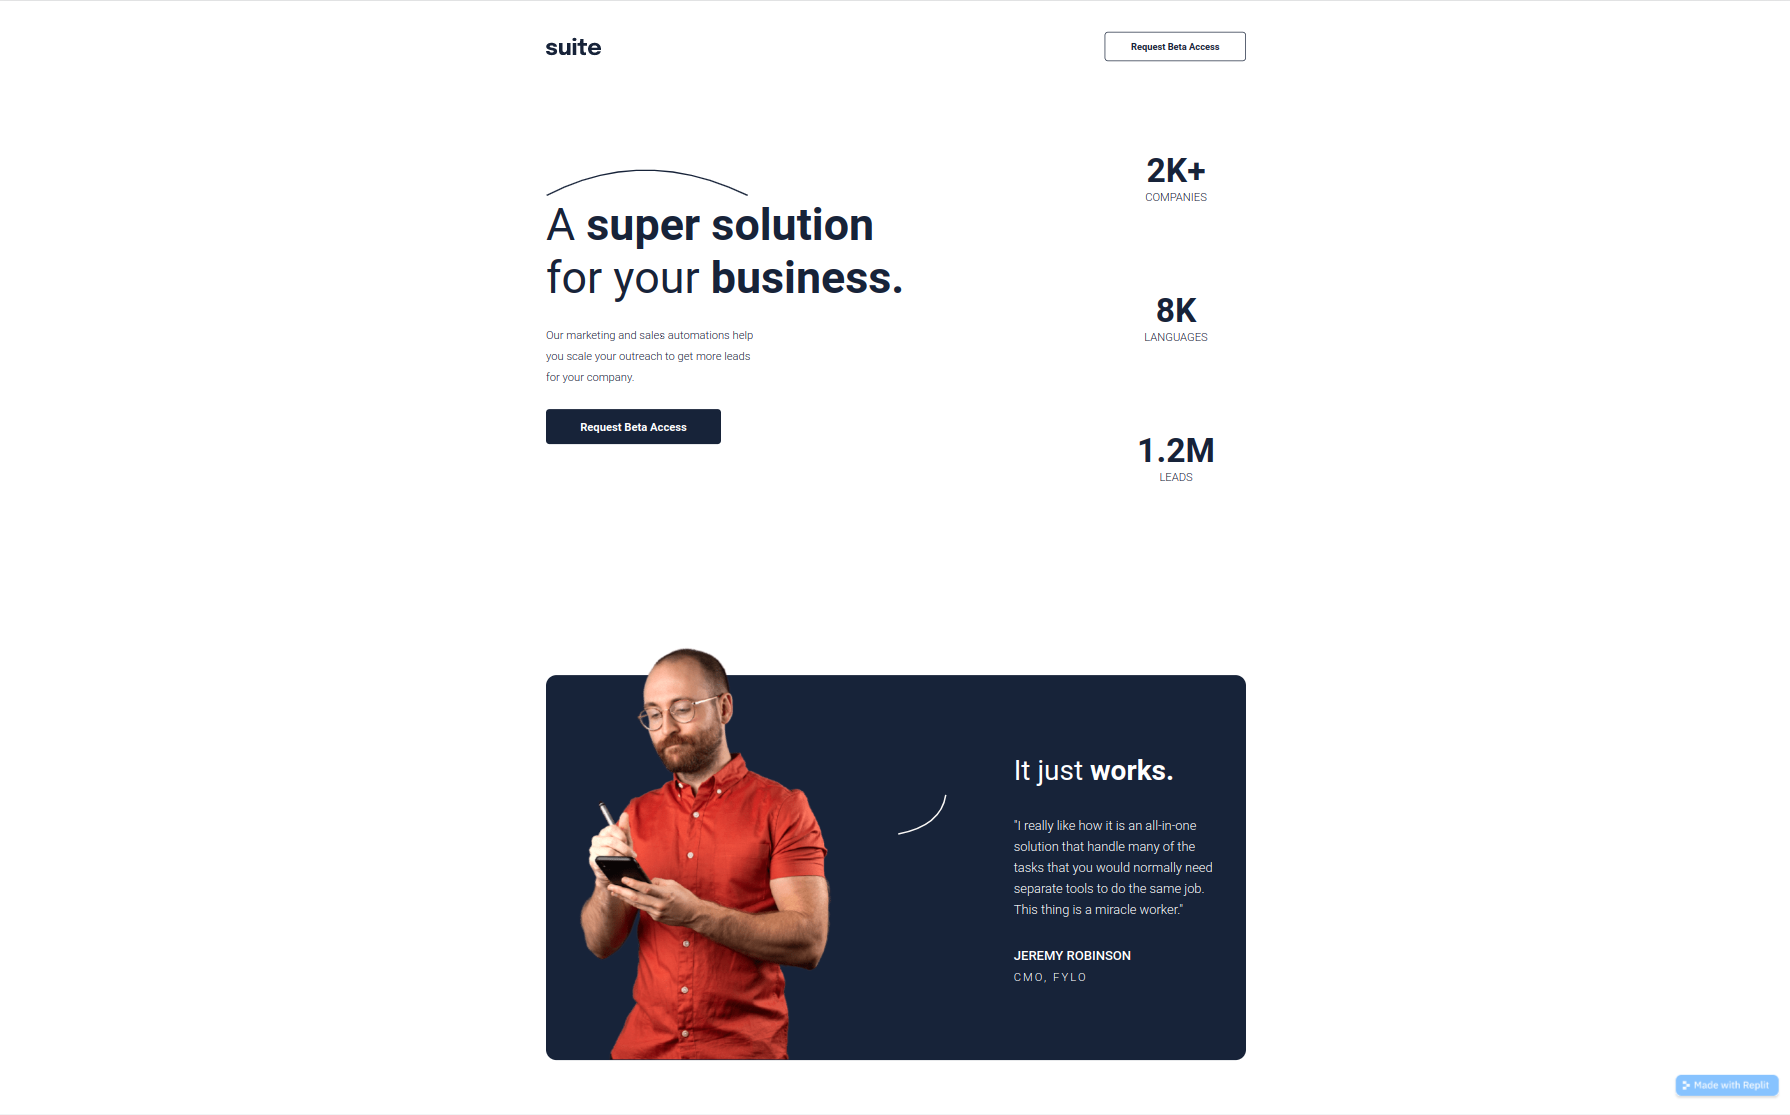 suite
Request Beta Access
A super solution
for your business.
Our marketing and sales automations help
you scale your outreach to get more leads
for your company.
Request Beta Access
2K+
COMPANIES
8K
LANGUAGES
1.2M
LEADS
It just works.
"I really like how it is an all-in-one
solution that handle many of the
tasks that you would normally need
separate tools to do the same job.
This thing is a miracle worker."
JEREMY ROBINSON
CMO, FYLO
Made with Replit